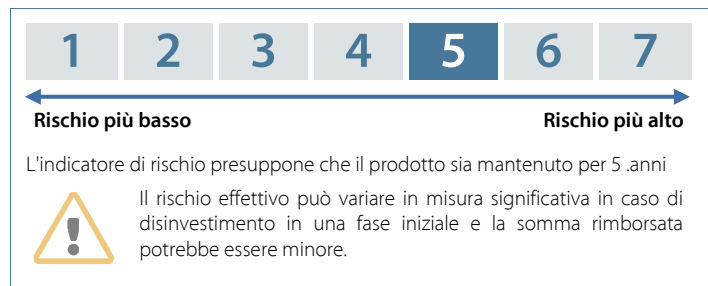 1 2 3 4 5 6 7
Rischio più basso Rischio più alto
L'indicatore di rischio presuppone che il prodotto sia mantenuto per 5 .anni
Il rischio effettivo può variare in misura significativa in caso di
disinvestimento in una fase iniziale e la somma rimborsata
potrebbe essere minore.